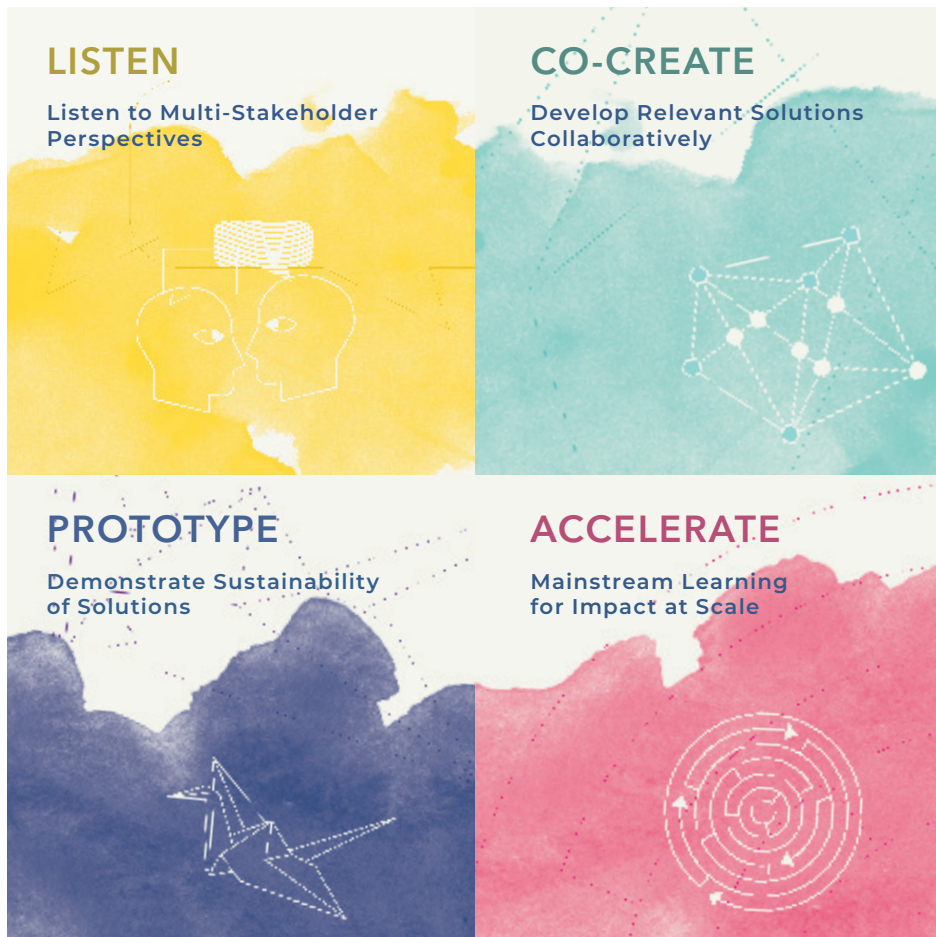 LISTEN
Listen to Multi-Stakeholder
Perspectives
CO-CREATE
Develop Relevant Solutions
Collaboratively
PROTOTYPE
Demonstrate Sustainability
of Solutions
ACCELERATE
Mainstream Learning
for Impact at Scale